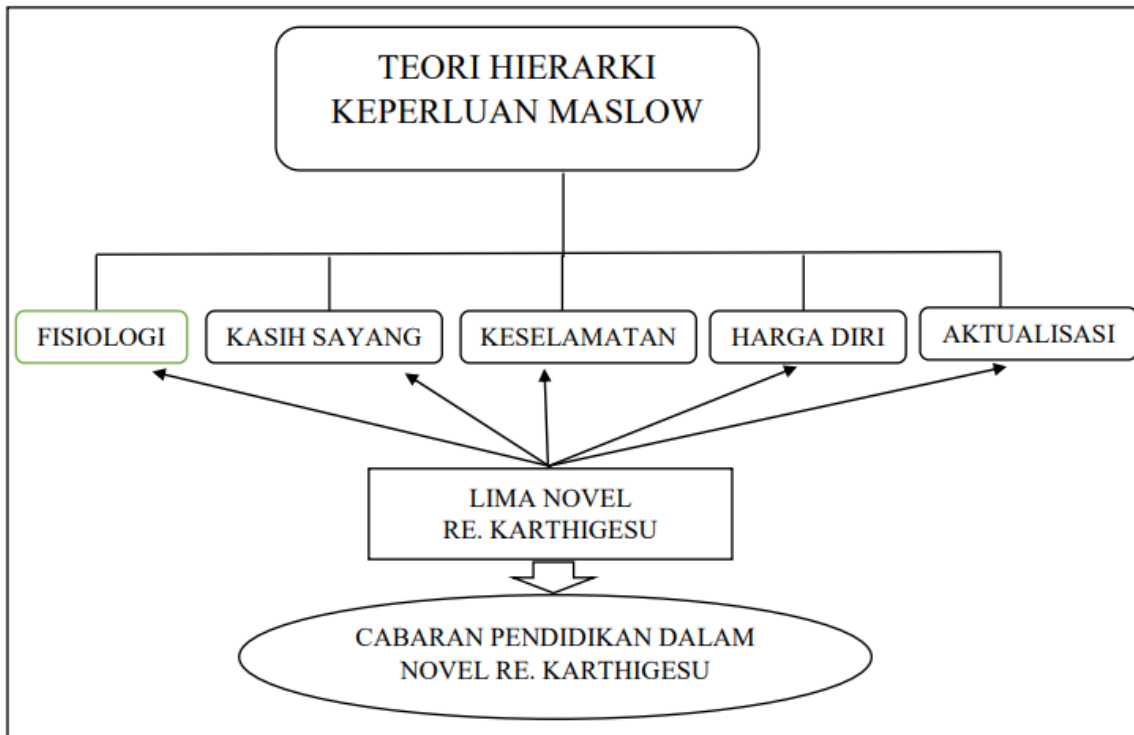 TEORI HIERARKI
KEPERLUAN MASLOW
FISIOLOGI
KASIH SAYANG
KESELAMATAN
HARGA DIRI
AKTUALISASI
LIMA NOVEL
RE. KARTHIGESU
CABARAN PENDIDIKAN DALAM
NOVEL RE. KARTHIGESU